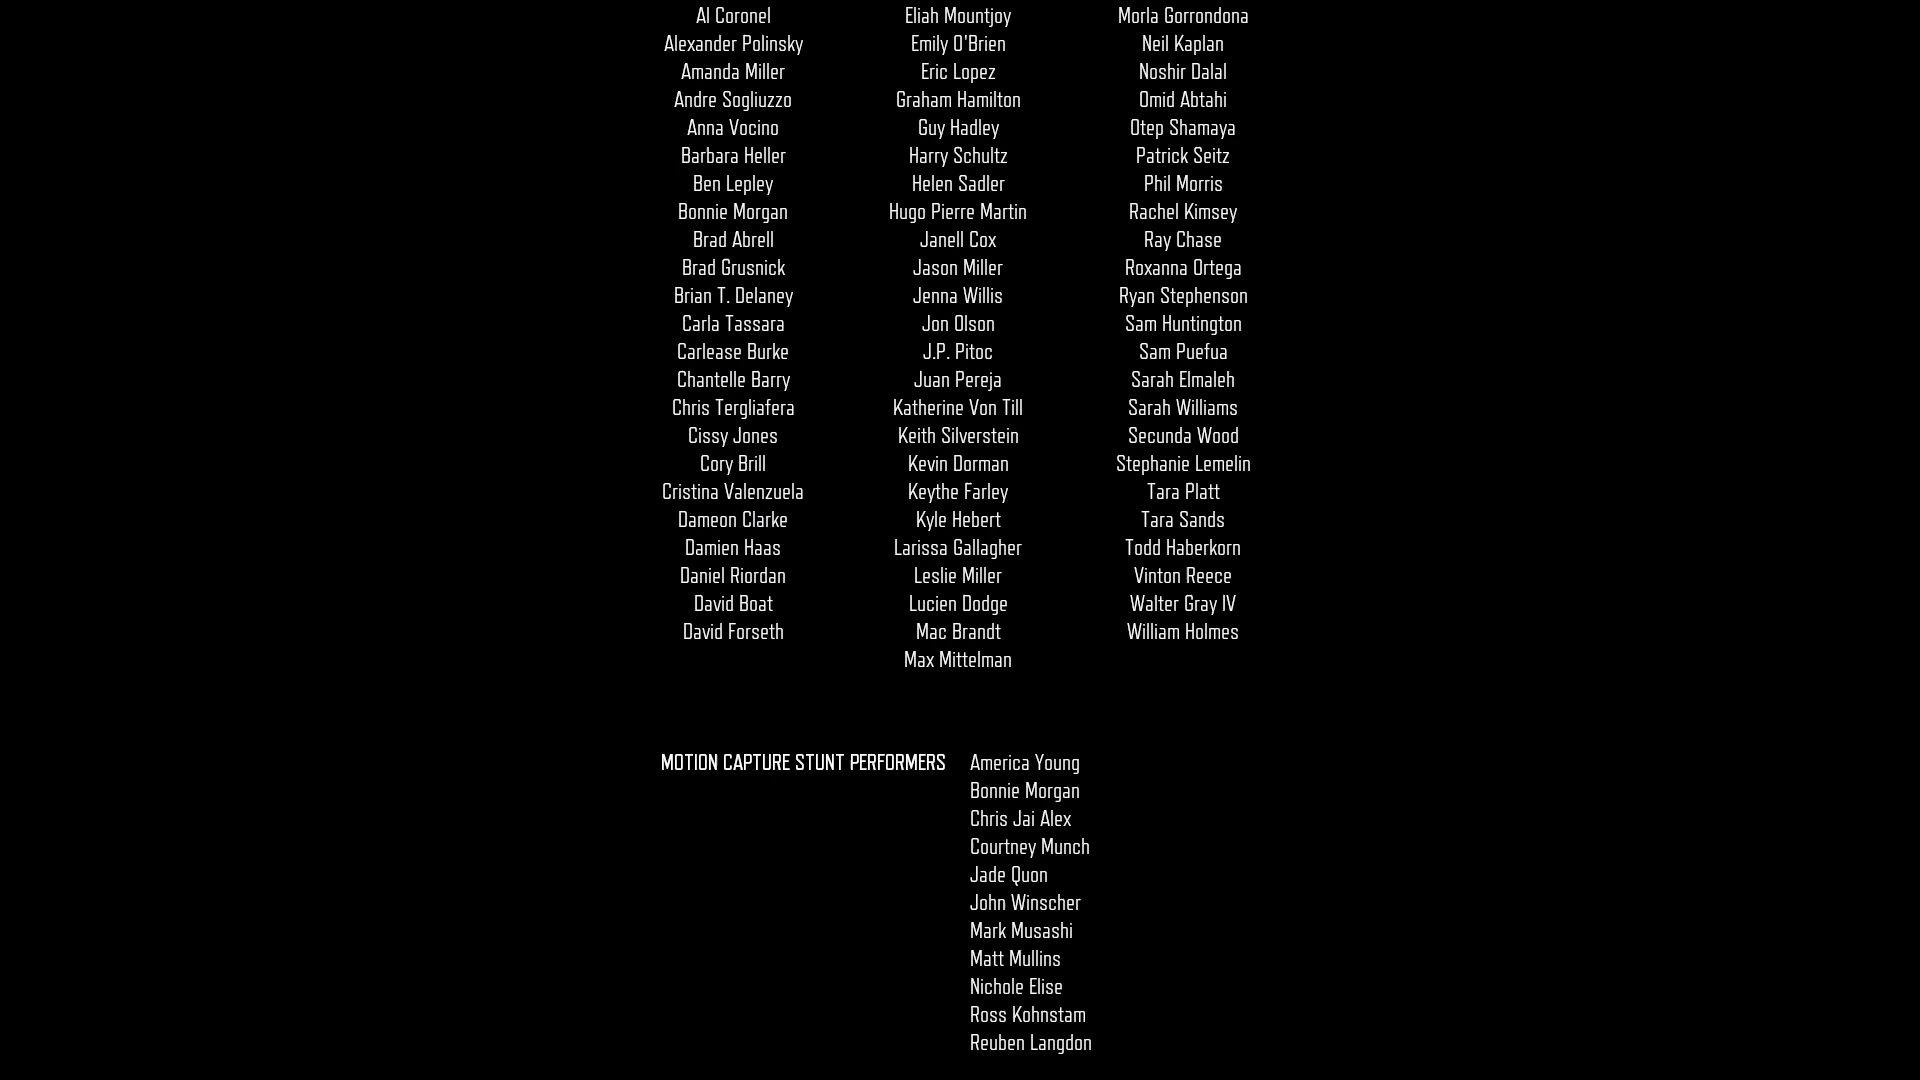 Al Coronel
Alexander Polinsky
Amanda Miller
Andre Sogliuzzo
Anna Vocino
Barbara Heller
Ben Lepley
Bonnie Morgan
Brad Abrell
Brad Grusnick
Brian T. Delaney
Carla Tassara
Carlease Burke
Chantelle Barry
Chris Tergliafera
Cissy Jones
Cory Brill
Cristina Valenzuela
Dameon Clarke
Damien Haas
Daniel Riordan
David Boat
David Forseth
Eliah Mountjoy
Emily O'Brien
Eric Lopez
Graham Hamilton
Guy Hadley
Harry Schultz
Helen Sadler
Hugo Pierre Martin
Janell Cox
Jason Miller
Jenna Willis
Jon Olson
J.P. Pitoc
Juan Pereja
Katherine Von Till
Keith Silverstein
Kevin Dorman
Keythe Farley
Kyle Hebert
Larissa Gallagher
Leslie Miller
Lucien Dodge
Mac Brandt
Max Mittelman
Morla Gorrondona
Neil Kaplan
Noshir Dalal
Omid Abtahi
Otep Shamaya
Patrick Seitz
Phil Morris
Rachel Kimsey
Ray Chase
Roxanna Ortega
Ryan Stephenson
Sam Huntington
Sam Puefua
Sarah Elmaleh
Sarah Williams
Secunda Wood
Stephanie Lemelin
Tara Platt
Tara Sands
Todd Haberkorn
Vinton Reece
Walter Gray IV
William Holmes
MOTION CAPTURE STUNT PERFORMERS
America Young
Bonnie Morgan
Chris Jai Alex
Courtney Munch
Jade Quon
John Winscher
Mark Musashi
Matt Mullins
Nichole Elise
Ross Kohnstam
Reuben Langdon